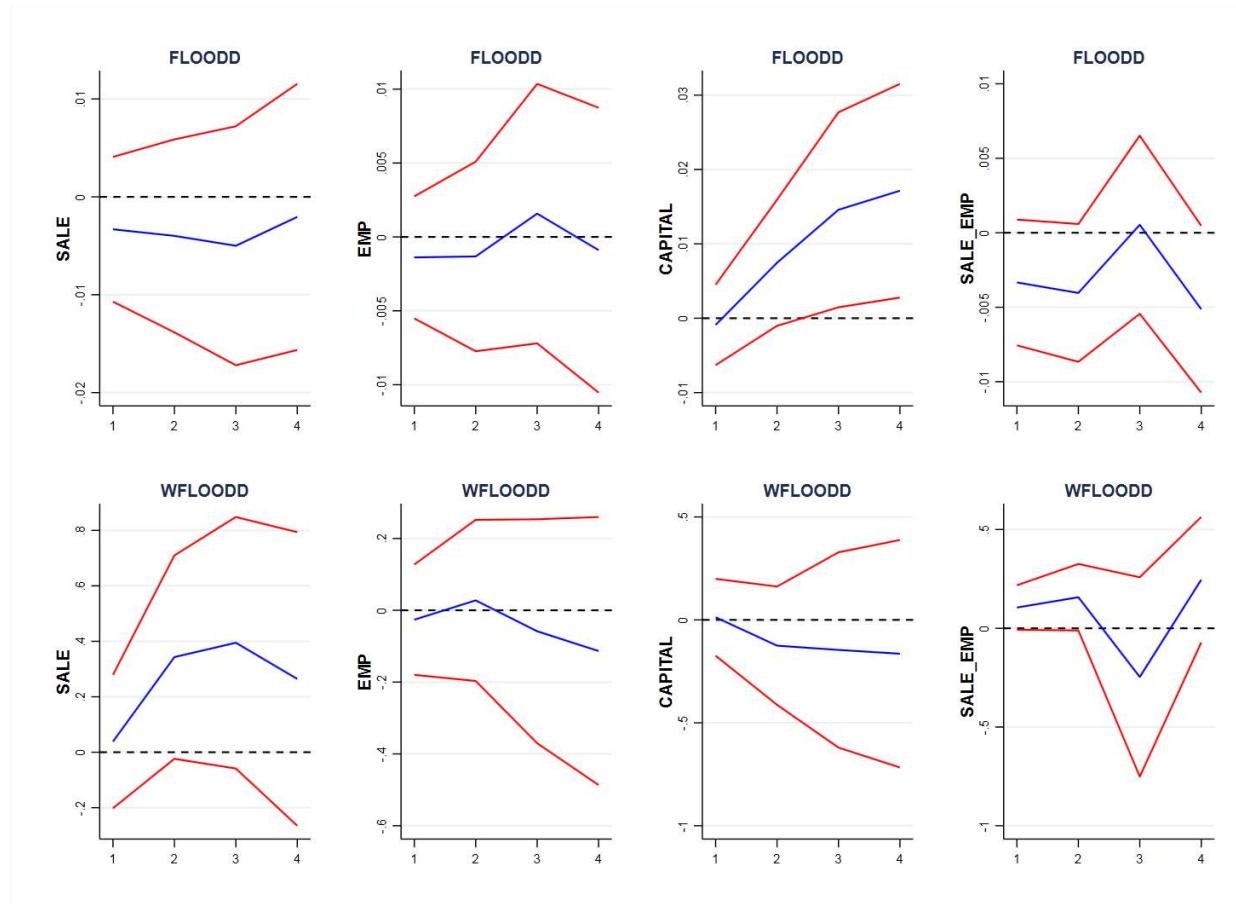 FLOODD
SALE
.01
0
-.01
-.02
1 2 3 4
FLOODD
EMP
.01
.005
0
-.005
-.01
1 2 3 4
FLOODD
CAPITAL
.03
.02
.01
0
-.01
1 2 3 4
FLOODD
SALE_EMP
.01
.005
0
-.005
-.01
1 2 3 4
WFLOODD
SALE
.8
.6
.4
.2
0
-.2
1 2 3 4
WFLOODD
EMP
.2
0
-.2
-.4
-.6
1 2 3 4
WFLOODD
CAPITAL
.5
0
-.5
-1
1 2 3 4
WFLOODD
SALE_EMP
.5
0
-.5
-1
1 2 3 4